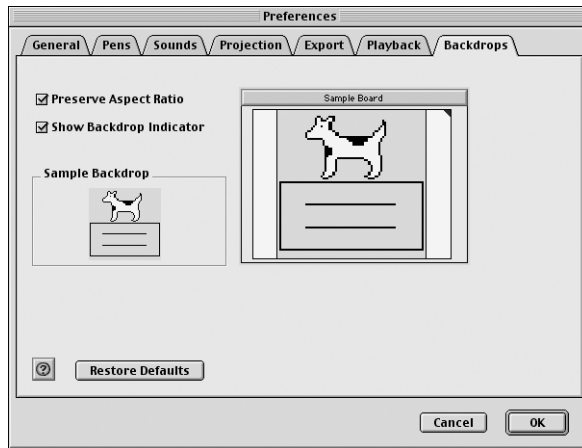 Preferences
General Pens Sounds Projection Export Playback Backdrops
Preserve Aspect Ratio
Show Backdrop Indicator
Sample Board
Sample Backdrop
?
Restore Defaults
Cancel OK